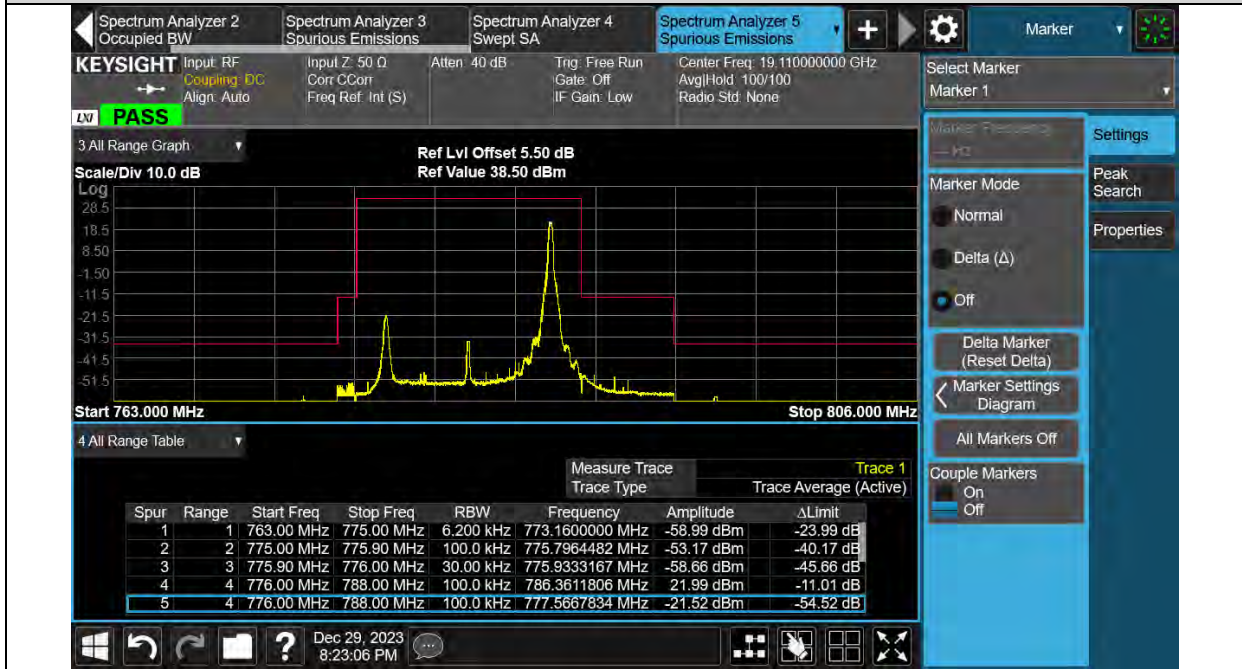 Spectrum Analyzer 2
Occupied BW
Spectrum Analyzer 3
Spurious Emissions
Spectrum Analyzer 4
Swept SA
Spectrum Analyzer 5
Spurious Emissions
+
Marker
KEYSIGHT
Input: RF
Coupling: DC
Align: Auto
Input Z: 50 Ω
Corr CCorr
Freq Ref: Int (S)
Atten: 40 dB
Trig: Free Run
Gate: Off
IF Gain: Low
Center Freq: 19.110000000 GHz
Avg|Hold: 100/100
Radio Std: None
LXI
PASS
Select Marker
Marker 1
3 All Range Graph
Ref Lvl Offset 5.50 dB
Scale/Div 10.0 dB
Ref Value 38.50 dBm
Log
28.5
18.5
8.50
-1.50
-11.5
-21.5
-31.5
-41.5
-51.5
Start 763.000 MHz
Stop 806.000 MHz
Marker Frequency
--- Hz
Marker Mode
Normal
Delta (Δ)
Off
Delta Marker
(Reset Delta)
Marker Settings
Diagram
All Markers Off
Couple Markers
On
Off
Settings
Peak
Search
Properties
4 All Range Table
Measure Trace Trace 1
Trace Type Trace Average (Active)
Spur Range Start Freq Stop Freq RBW Frequency Amplitude ΔLimit
1 1 763.00 MHz 775.00 MHz 6.200 kHz 773.1600000 MHz -58.99 dBm -23.99 dB
2 2 775.00 MHz 775.90 MHz 100.0 kHz 775.7964482 MHz -53.17 dBm -40.17 dB
3 3 775.90 MHz 776.00 MHz 30.00 kHz 775.9333167 MHz -58.66 dBm -45.66 dB
4 4 776.00 MHz 788.00 MHz 100.0 kHz 786.3611806 MHz 21.99 dBm -11.01 dB
5 4 776.00 MHz 788.00 MHz 100.0 kHz 777.5667834 MHz -21.52 dBm -54.52 dB
?
Dec 29, 2023
8:23:06 PM